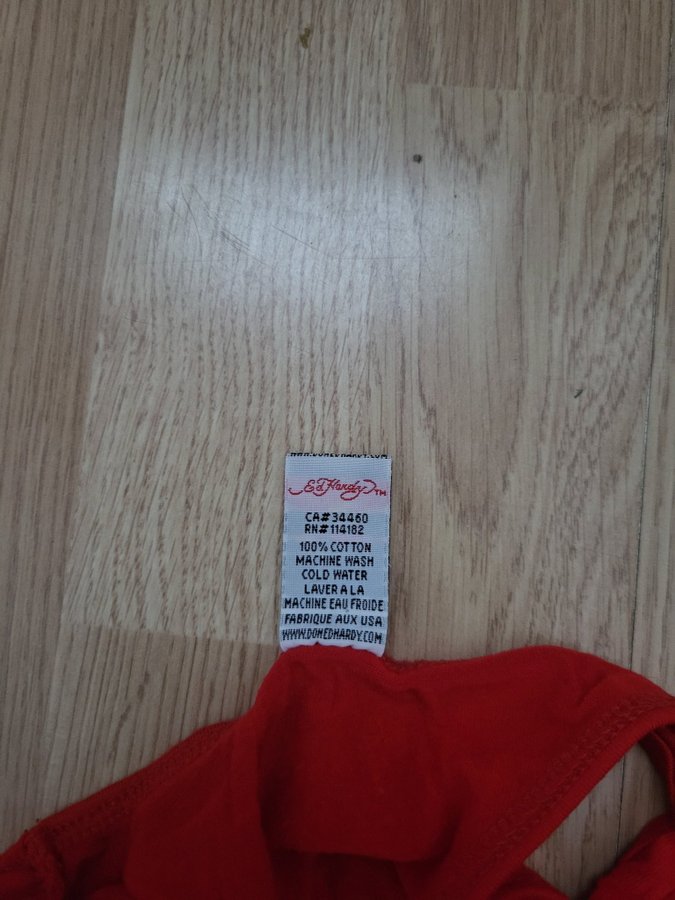 Ed Hardy TM
CA# 34460
RN# 114182
100% COTTON
MACHINE WASH
COLD WATER
LAVER A LA
MACHINE EAU FROIDE
FABRIQUE AUX USA
WWW.DONEDHARDY.COM